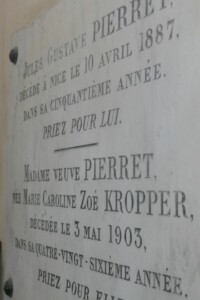 JULES GUSTAVE PIERRET,
DÉCÉDÉ À NICE LE 10 AVRIL 1887,
DANS SA CINQUANTIÈME ANNÉE.
PRIEZ POUR LUI.
MADAME VEUVE PIERRET,
NÉE MARIE CAROLINE ZOÉ KROPPER,
DÉCÉDÉE LE 3 MAI 1903,
DANS SA QUATRE-VINGT-SIXIÈME ANNÉE.
PRIEZ POUR ELLE